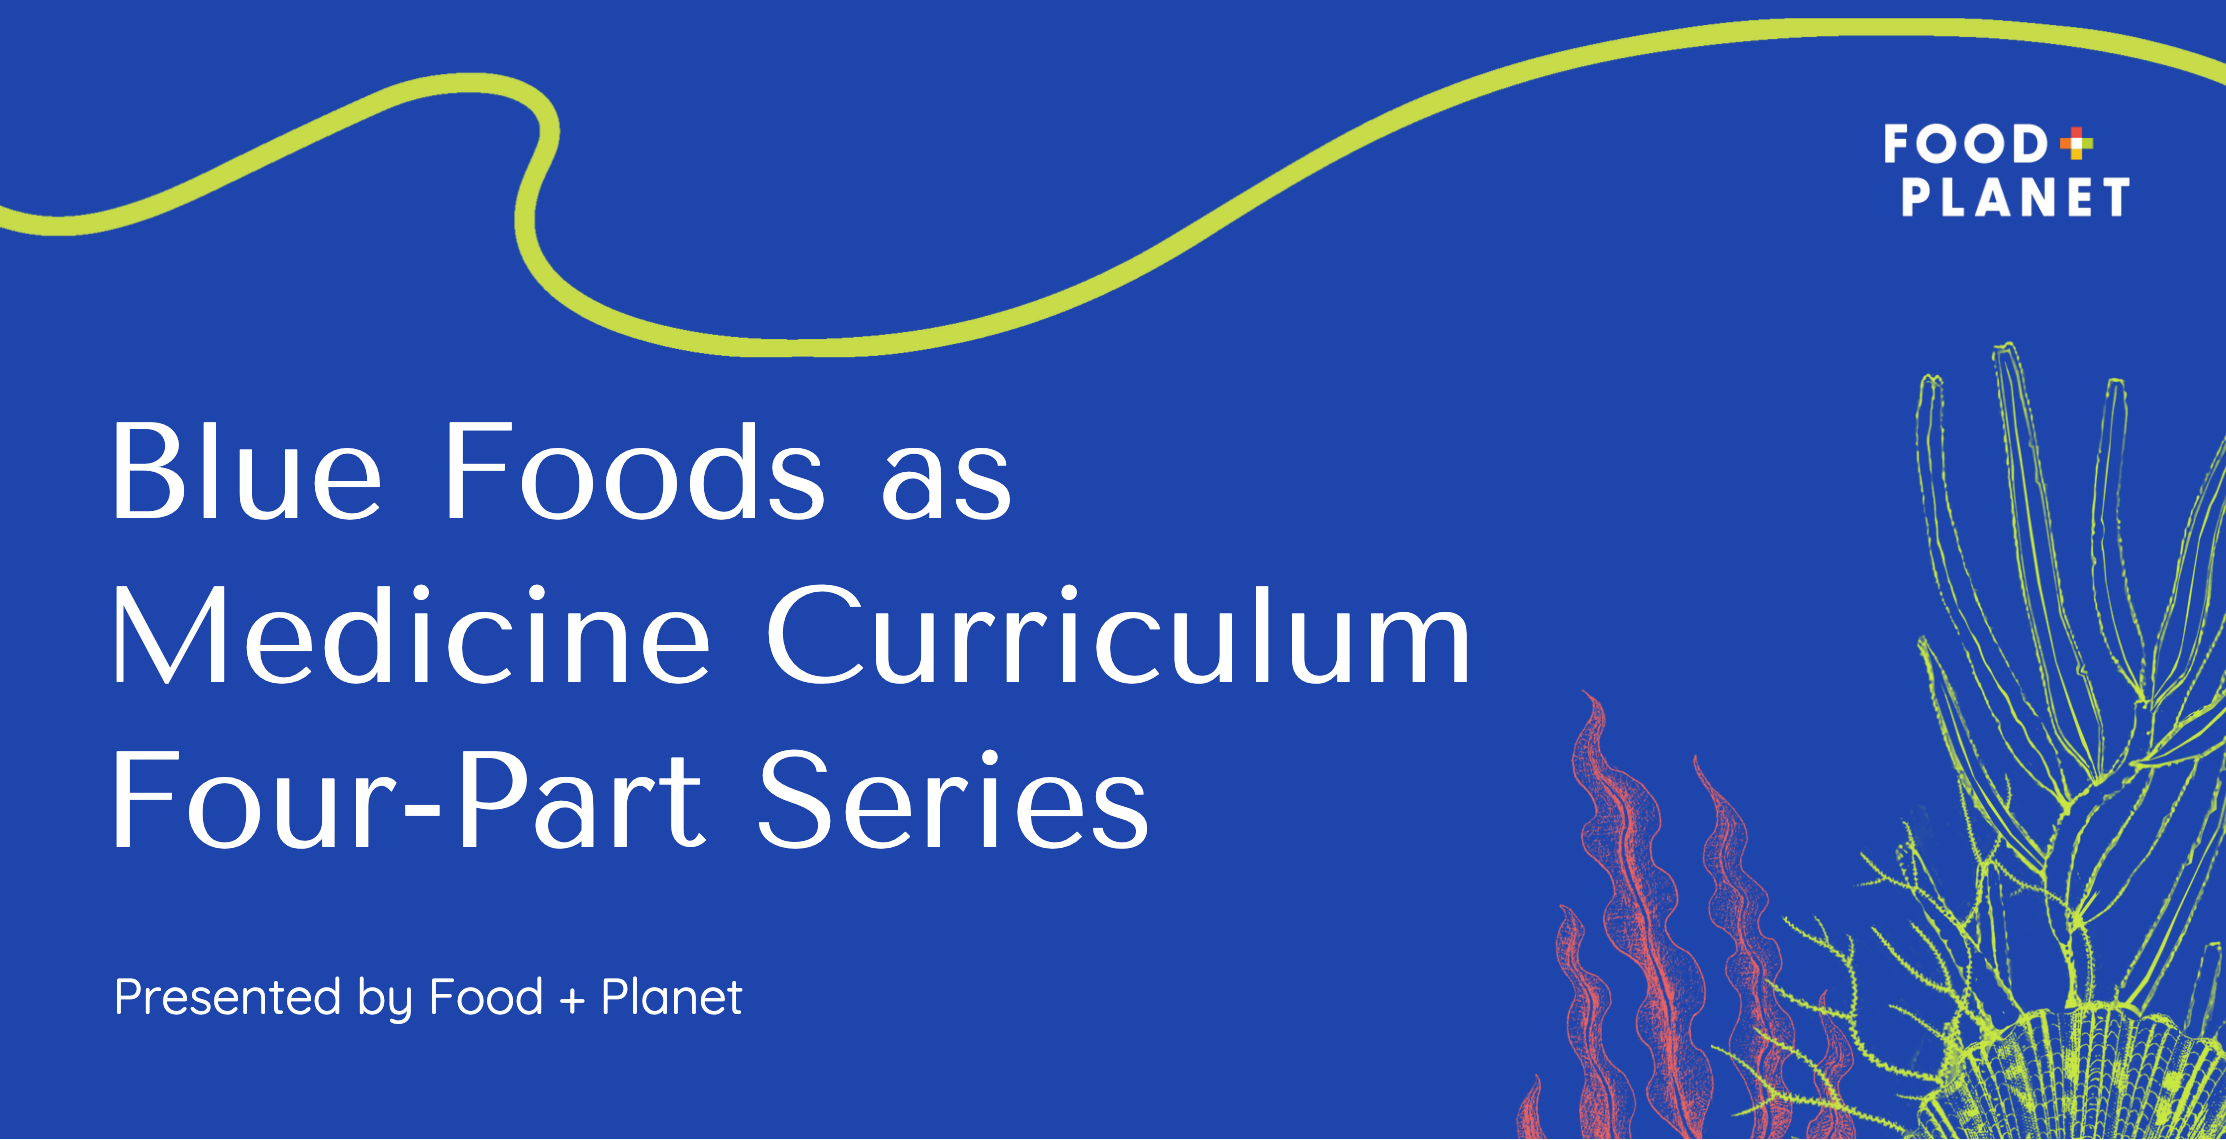 FOOD+
PLANET
Blue Foods as
Medicine Curriculum
Four-Part Series
Presented by Food + Planet